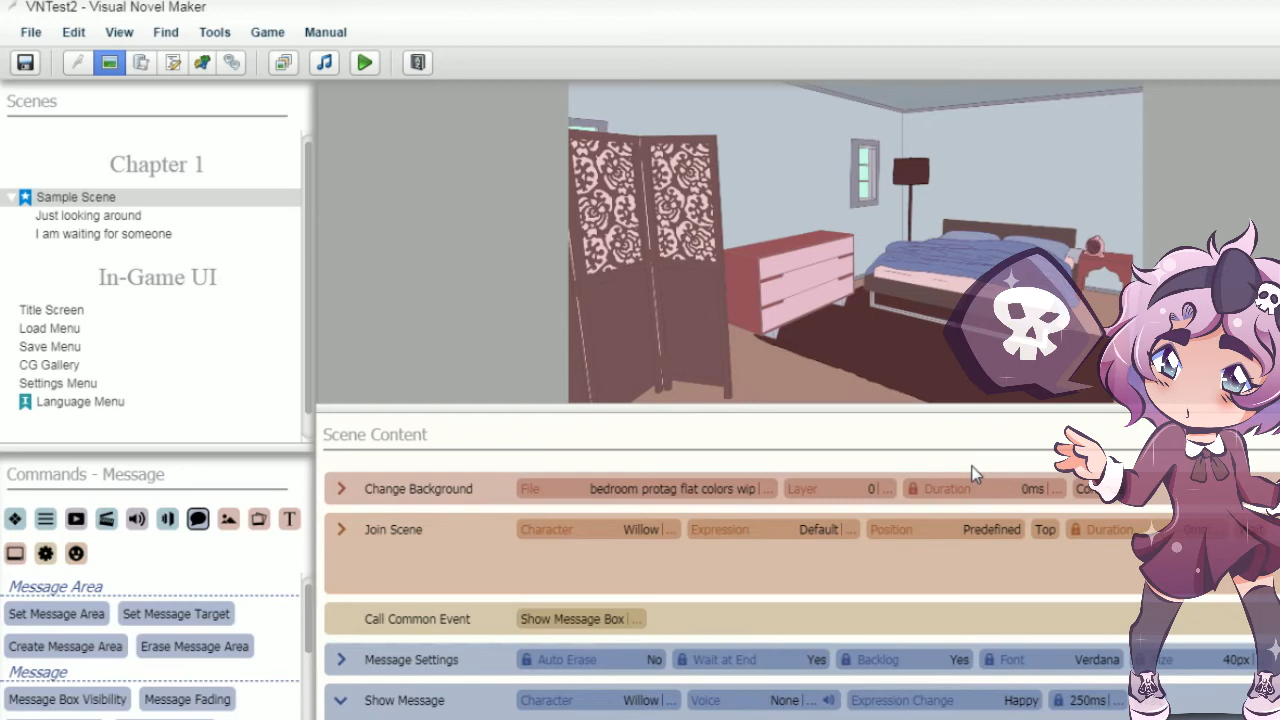 VNTest2 - Visual Novel Maker
File Edit View Find Tools Game Manual
Scenes
Chapter 1
Sample Scene
Just looking around
I am waiting for someone
In-Game UI
Title Screen
Load Menu
Save Menu
CG Gallery
Settings Menu
Language Menu
Commands - Message
T
Message Area
Set Message Area Set Message Target
Create Message Area Erase Message Area
Message
Message Box Visibility Message Fading
Scene Content
Change Background File bedroom protag flat colors wip ... Layer 0 ... Duration 0ms ...
Join Scene Character Willow ... Expression Default ... Position Predefined Top Duration
Call Common Event Show Message Box ...
Message Settings Auto Erase No Wait at End Yes Backlog Yes Font Verdana 40px
Show Message Character Willow ... Voice None ... Expression Change Happy 250ms ...